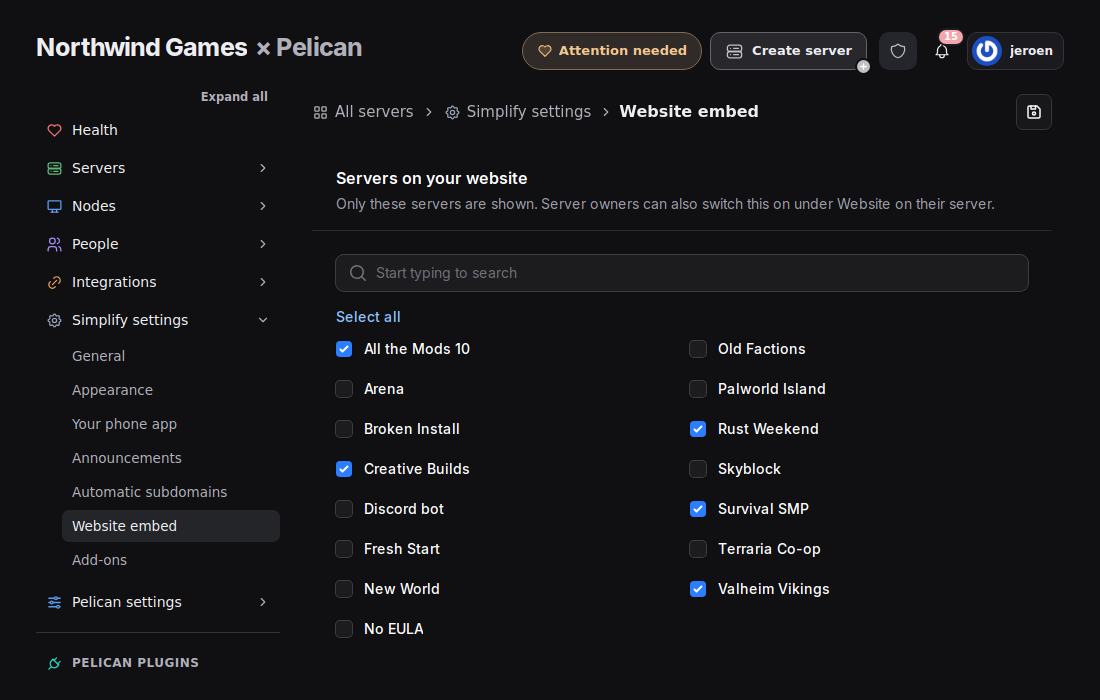 Northwind Games × Pelican
Attention needed
Create server
15
jeroen
Expand all
Health
Servers
Nodes
People
Integrations
Simplify settings
General
Appearance
Your phone app
Announcements
Automatic subdomains
Website embed
Add-ons
Pelican settings
PELICAN PLUGINS
All servers > Simplify settings > Website embed
Servers on your website
Only these servers are shown. Server owners can also switch this on under Website on their server.
Start typing to search
Select all
All the Mods 10
Arena
Broken Install
Creative Builds
Discord bot
Fresh Start
New World
No EULA
Old Factions
Palworld Island
Rust Weekend
Skyblock
Survival SMP
Terraria Co-op
Valheim Vikings